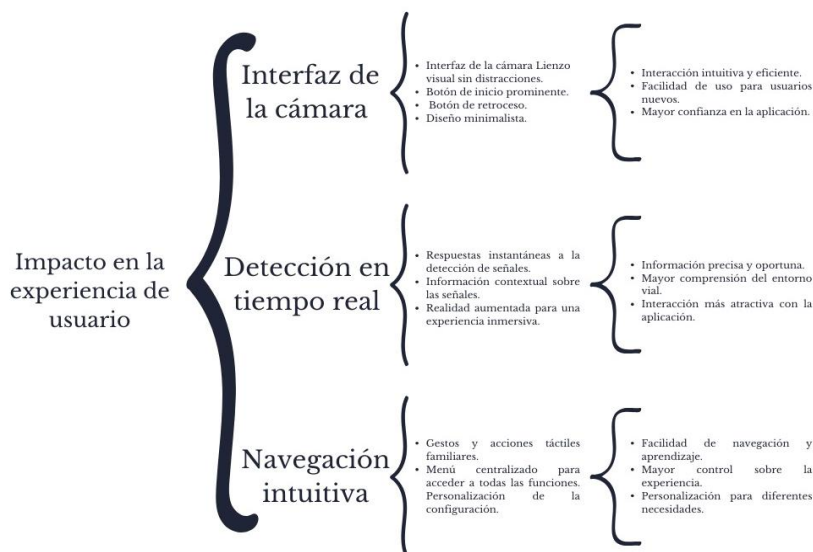 Impacto en la
experiencia de
usuario
Interfaz de
la cámara
• Interfaz de la cámara Lienzo
visual sin distracciones.
• Botón de inicio prominente.
• Botón de retroceso.
• Diseño minimalista.
• Interacción intuitiva y eficiente.
• Facilidad de uso para usuarios
nuevos.
• Mayor confianza en la aplicación.
Detección en
tiempo real
• Respuestas instantáneas a la
detección de señales.
• Información contextual sobre
las señales.
• Realidad aumentada para una
experiencia inmersiva.
• Información precisa y oportuna.
• Mayor comprensión del entorno
vial.
• Interacción más atractiva con la
aplicación.
Navegación
intuitiva
• Gestos y acciones táctiles
familiares.
• Menú centralizado para
acceder a todas las funciones.
Personalización de la
configuración.
• Facilidad de navegación y
aprendizaje.
• Mayor control sobre la
experiencia.
• Personalización para diferentes
necesidades.